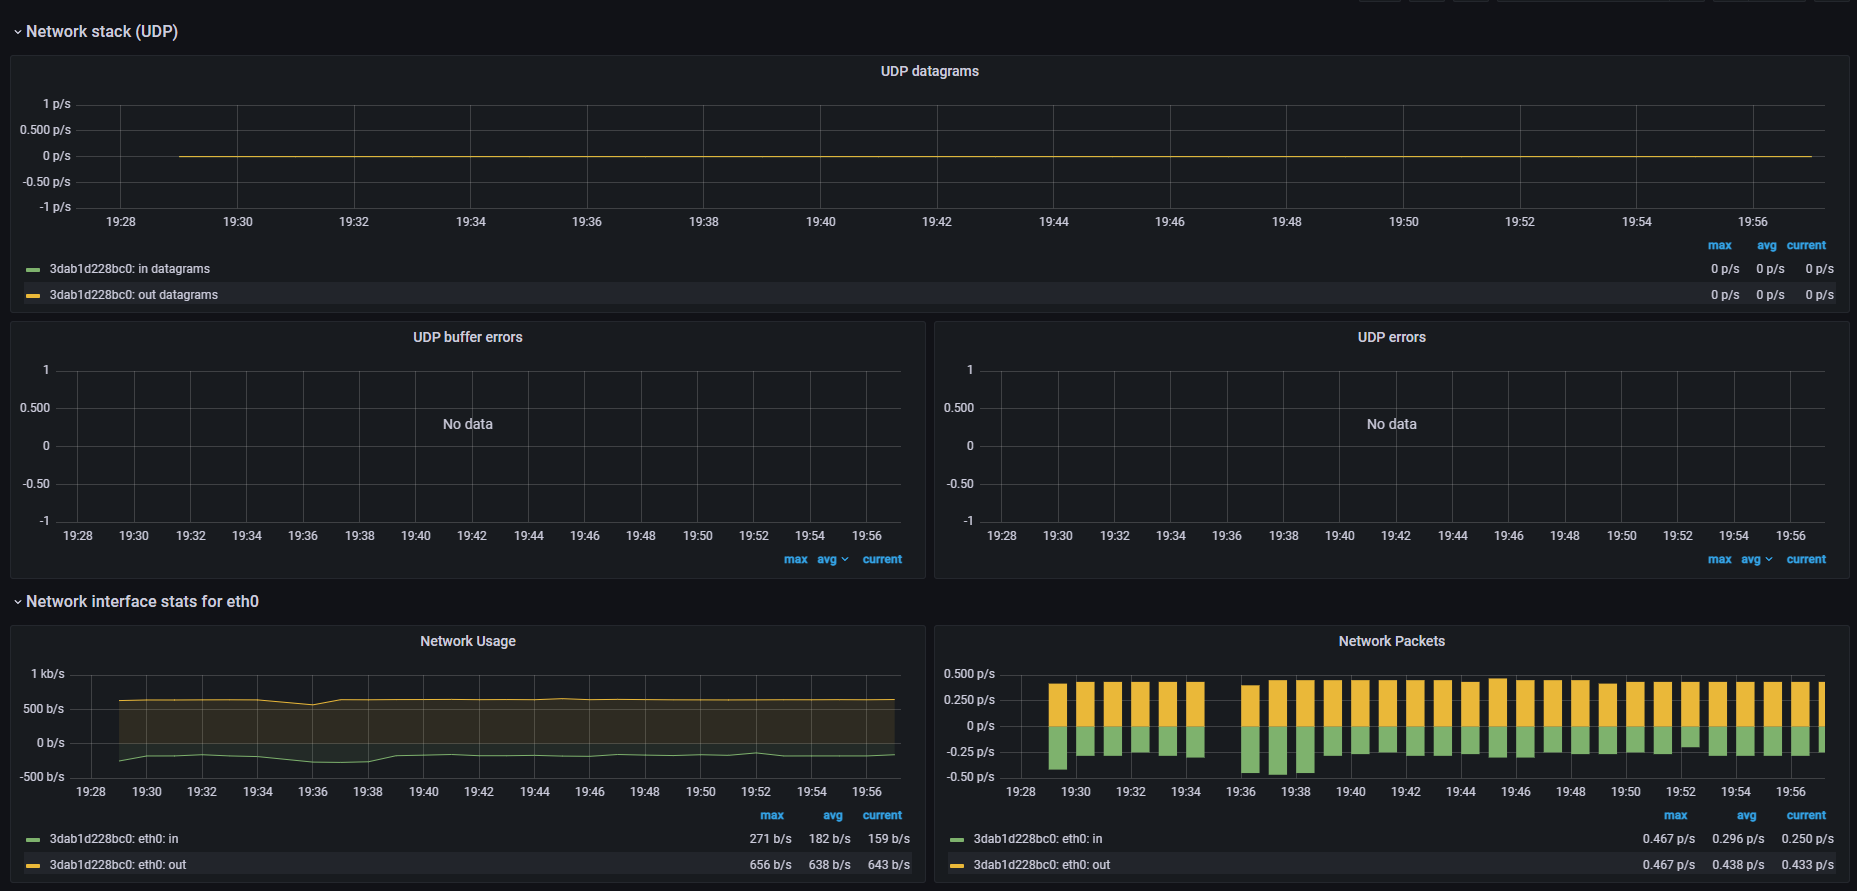 Network stack (UDP)
UDP datagrams
1 p/s
0.500 p/s
0 p/s
-0.50 p/s
-1 p/s
19:28 19:30 19:32 19:34 19:36 19:38 19:40 19:42 19:44 19:46 19:48 19:50 19:52 19:54 19:56
max avg current
3dab1d228bc0: in datagrams 0 p/s 0 p/s 0 p/s
3dab1d228bc0: out datagrams 0 p/s 0 p/s 0 p/s
UDP buffer errors
1
0.500
No data
0
-0.50
-1
19:28 19:30 19:32 19:34 19:36 19:38 19:40 19:42 19:44 19:46 19:48 19:50 19:52 19:54 19:56
max avg current
UDP errors
1
0.500
No data
0
-0.50
-1
19:28 19:30 19:32 19:34 19:36 19:38 19:40 19:42 19:44 19:46 19:48 19:50 19:52 19:54 19:56
max avg current
Network interface stats for eth0
Network Usage
1 kb/s
500 b/s
0 b/s
-500 b/s
19:28 19:30 19:32 19:34 19:36 19:38 19:40 19:42 19:44 19:46 19:48 19:50 19:52 19:54 19:56
max avg current
3dab1d228bc0: eth0: in 271 b/s 182 b/s 159 b/s
3dab1d228bc0: eth0: out 656 b/s 638 b/s 643 b/s
Network Packets
0.500 p/s
0.250 p/s
0 p/s
-0.25 p/s
-0.50 p/s
19:28 19:30 19:32 19:34 19:36 19:38 19:40 19:42 19:44 19:46 19:48 19:50 19:52 19:54 19:56
max avg current
3dab1d228bc0: eth0: in 0.467 p/s 0.296 p/s 0.250 p/s
3dab1d228bc0: eth0: out 0.467 p/s 0.438 p/s 0.433 p/s